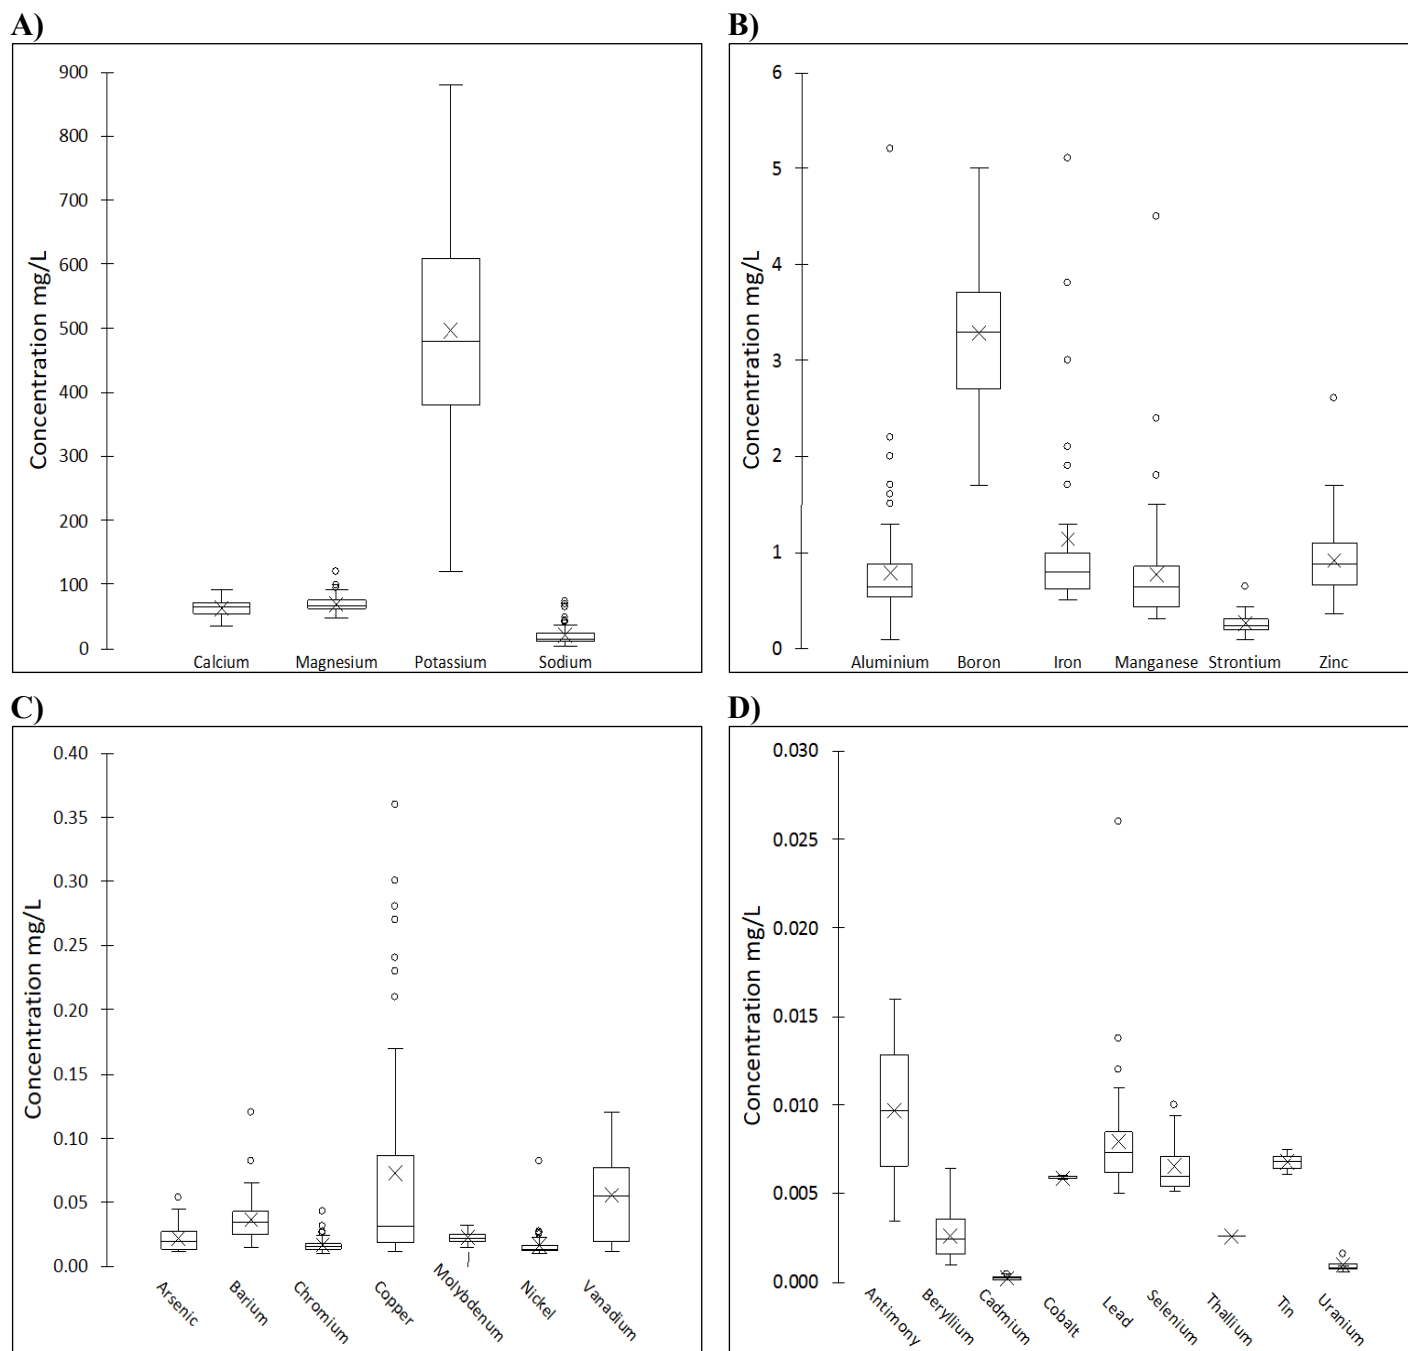 A)
Concentration mg/L
900
800
700
600
500
400
300
200
100
0
Calcium Magnesium Potassium Sodium
B)
Concentration mg/L
6
5
4
3
2
1
0
Aluminium Boron Iron Manganese Strontium Zinc
C)
Concentration mg/L
0.40
0.35
0.30
0.25
0.20
0.15
0.10
0.05
0.00
Arsenic Barium Chromium Copper Molybdenum Nickel Vanadium
D)
Concentration mg/L
0.030
0.025
0.020
0.015
0.010
0.005
0.000
Antimony Beryllium Cadmium Cobalt Lead Selenium Thallium Tin Uranium